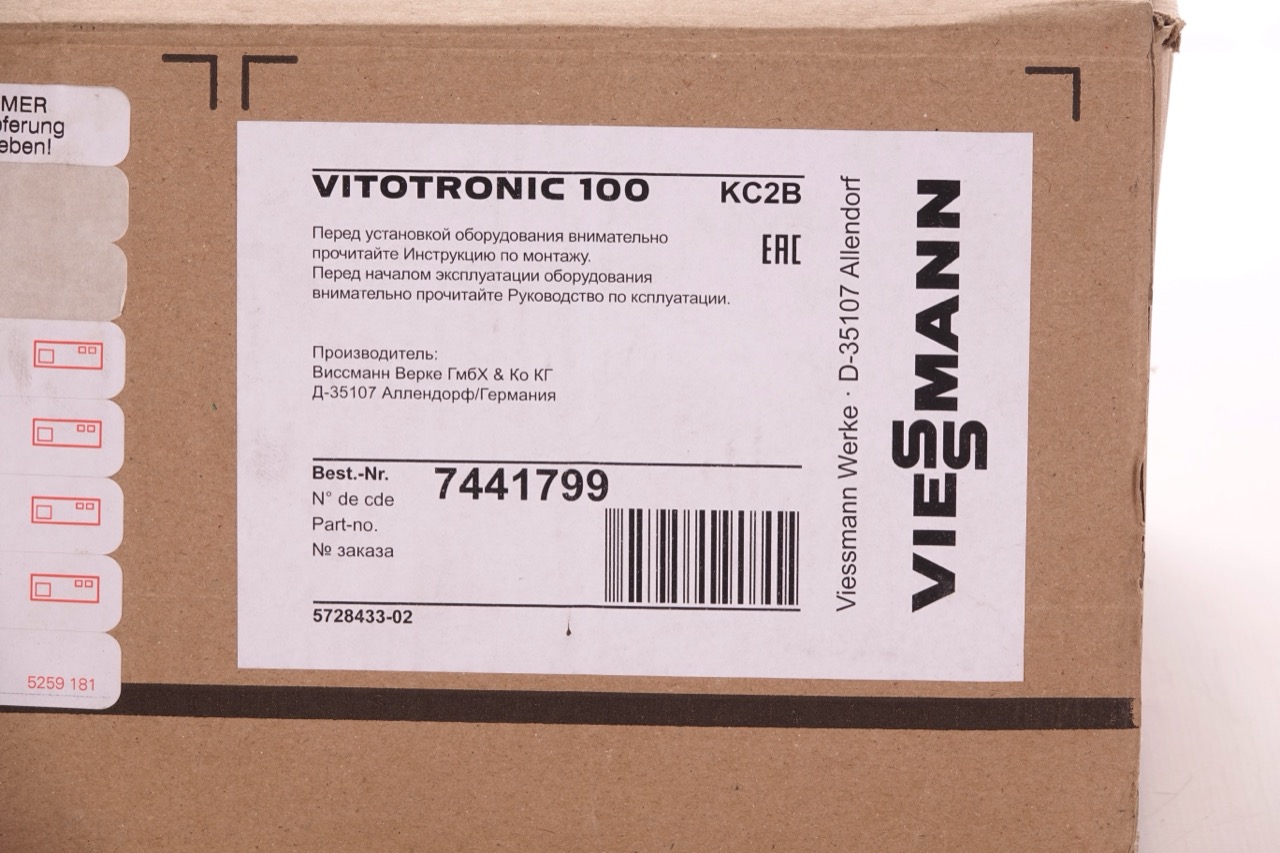 MER
eferung
eben!
5259 181
VITOTRONIC 100 KC2B
Перед установкой оборудования внимательно
прочитайте Инструкцию по монтажу.
EAC
Перед началом эксплуатации оборудования
внимательно прочитайте Руководство по ксплуатации.
Производитель:
Виссманн Верке ГмбХ & Ко КГ
Д-35107 Аллендорф/Германия
Best.-Nr. 7441799
N° de cde
Part-no.
№ заказа
5728433-02
Viessmann Werke · D-35107 Allendorf
VIESSMANN